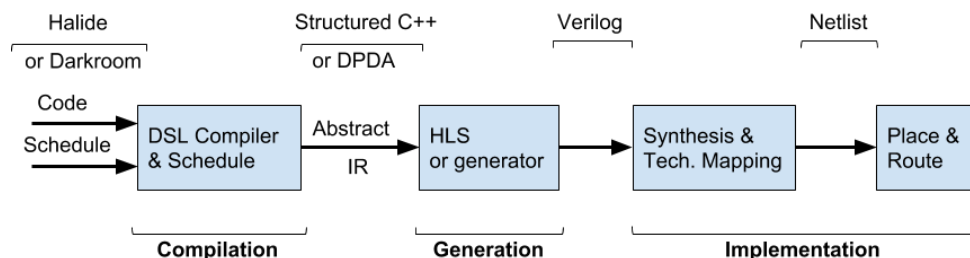 Halide
or Darkroom
Structured C++
or DPDA
Verilog
Netlist
Code
Schedule
DSL Compiler
& Schedule
Abstract
IR
HLS
or generator
Synthesis &
Tech. Mapping
Place &
Route
Compilation
Generation
Implementation